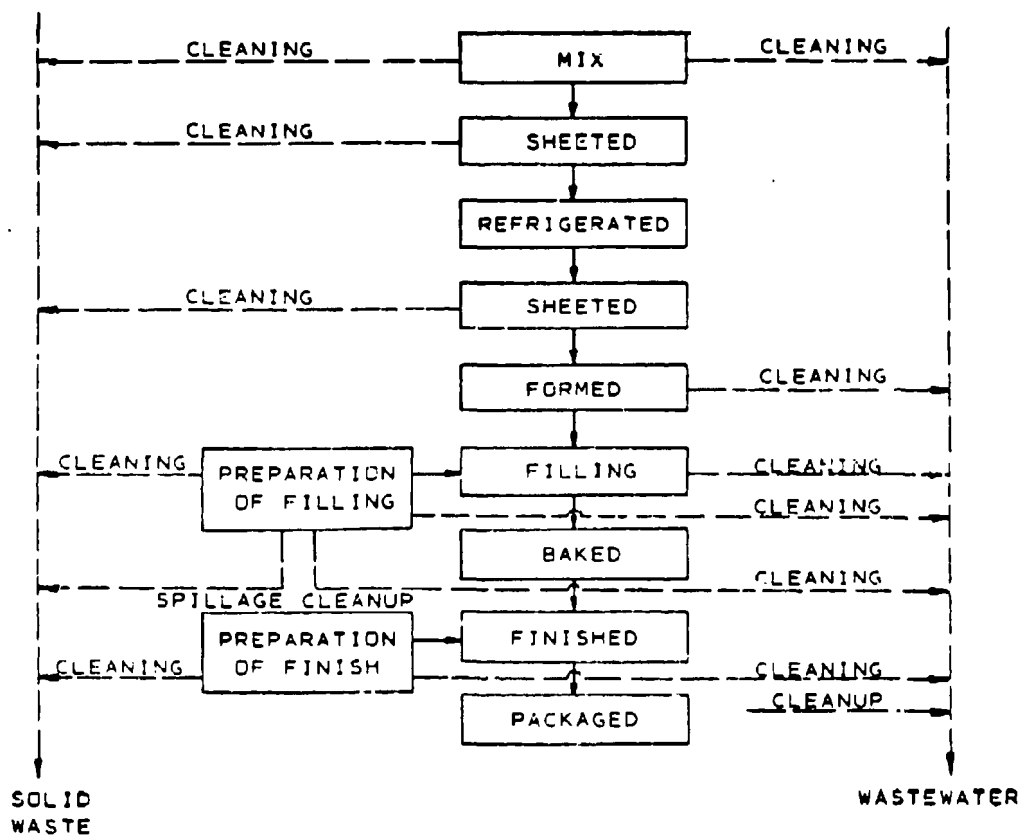 CLEANING
MIX
CLEANING
CLEANING
SHEETED
REFRIGERATED
CLEANING
SHEETED
FORMED
CLEANING
CLEANING
PREPARATION
OF FILLING
FILLING
CLEANING
CLEANING
BAKED
CLEANING
SPILLAGE CLEANUP
PREPARATION
OF FINISH
FINISHED
CLEANING
CLEANING
CLEANUP
PACKAGED
SOLID
WASTE
WASTEWATER